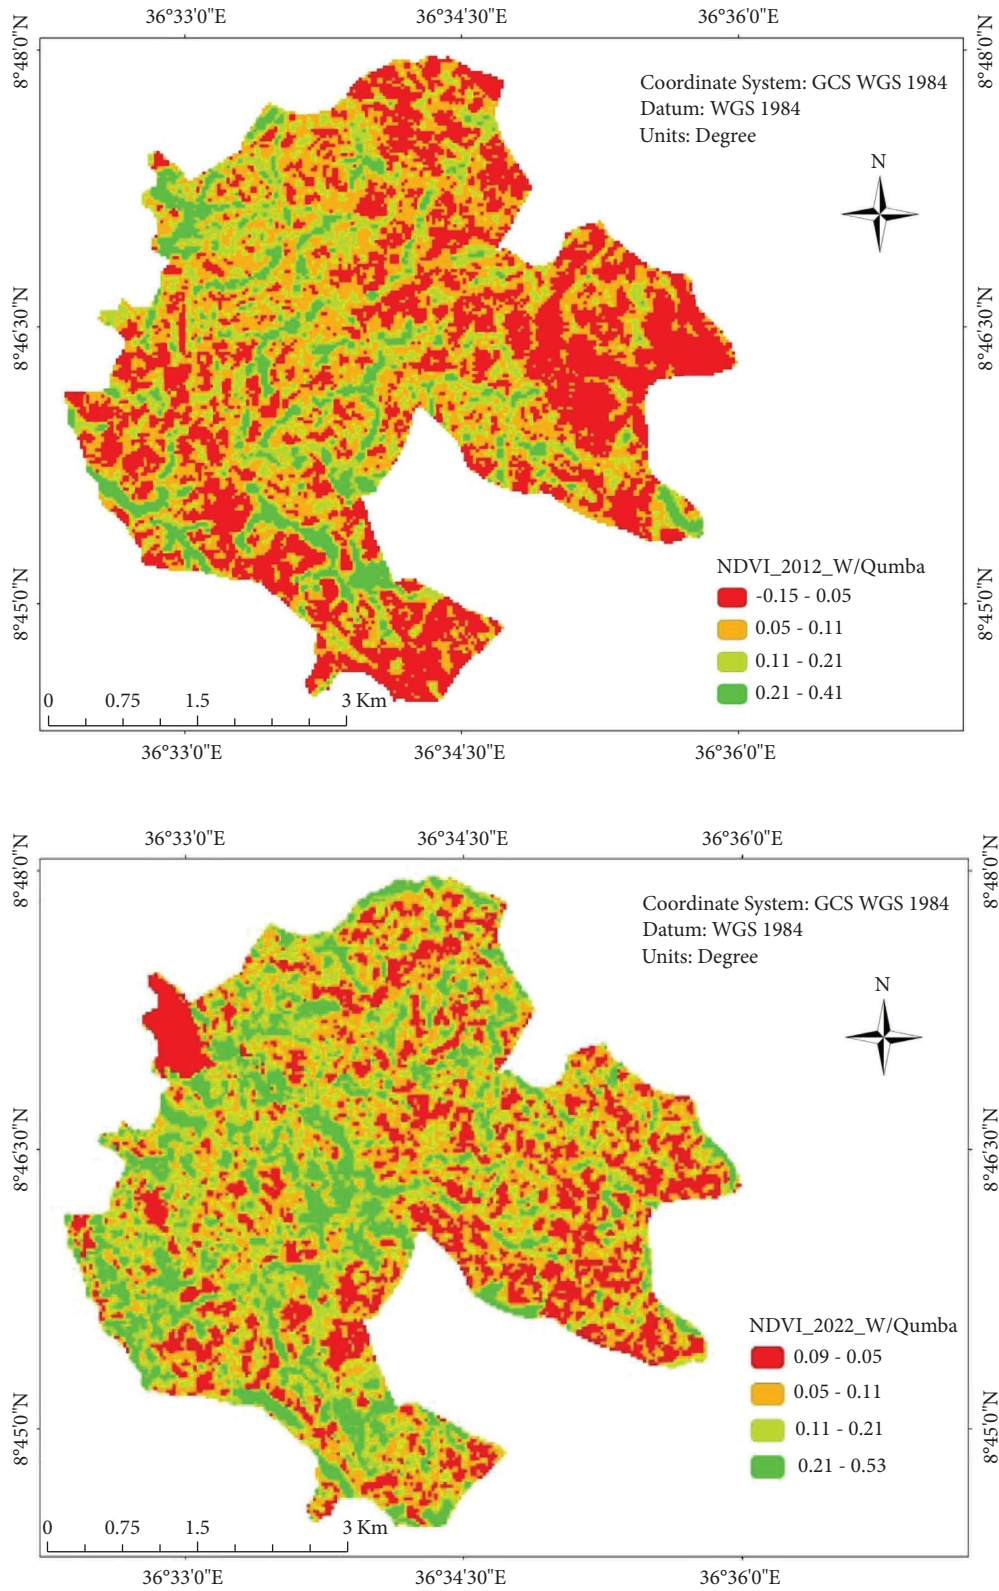 36°33'0"E 36°34'30"E 36°36'0"E
8°48'0"N 8°48'0"N
Coordinate System: GCS WGS 1984
Datum: WGS 1984
Units: Degree
N
8°46'30"N 8°46'30"N
NDVI_2012_W/Qumba
-0.15 - 0.05
0.05 - 0.11
0.11 - 0.21
0.21 - 0.41
8°45'0"N 8°45'0"N
0 0.75 1.5 3 Km
36°33'0"E 36°34'30"E 36°36'0"E
36°33'0"E 36°34'30"E 36°36'0"E
8°48'0"N 8°48'0"N
Coordinate System: GCS WGS 1984
Datum: WGS 1984
Units: Degree
N
8°46'30"N 8°46'30"N
NDVI_2022_W/Qumba
0.09 - 0.05
0.05 - 0.11
0.11 - 0.21
0.21 - 0.53
8°45'0"N 8°45'0"N
0 0.75 1.5 3 Km
36°33'0"E 36°34'30"E 36°36'0"E